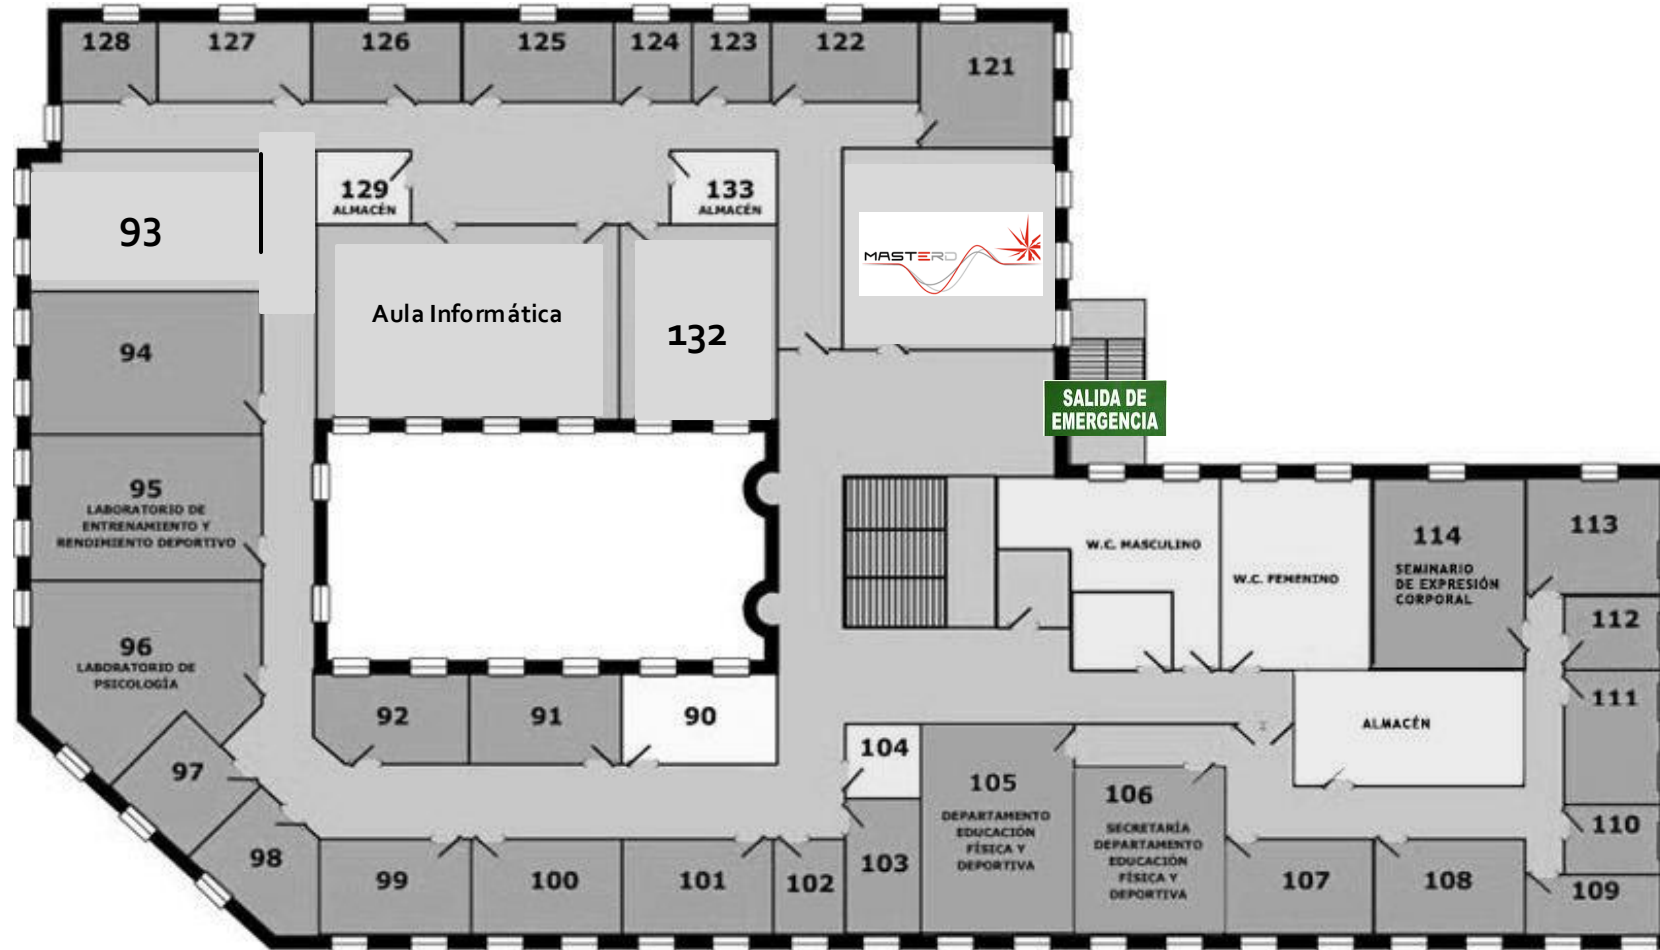 128
127
126
125
124
123
122
121
93
129
ALMACÉN
133
ALMACÉN
MASTERD
Aula Informática
132
94
SALIDA DE
EMERGENCIA
95
LABORATORIO DE
ENTRENAMIENTO Y
RENDIMIENTO DEPORTIVO
W.C. MASCULINO
W.C. FEMENINO
114
SEMINARIO
DE EXPRESIÓN
CORPORAL
113
112
96
LABORATORIO DE
PSICOLOGÍA
111
92
91
90
ALMACÉN
104
97
105
DEPARTAMENTO
EDUCACIÓN
FÍSICA Y
DEPORTIVA
106
SECRETARÍA
DEPARTAMENTO
EDUCACIÓN
FÍSICA Y
DEPORTIVA
110
98
99
100
101
102
103
107
108
109